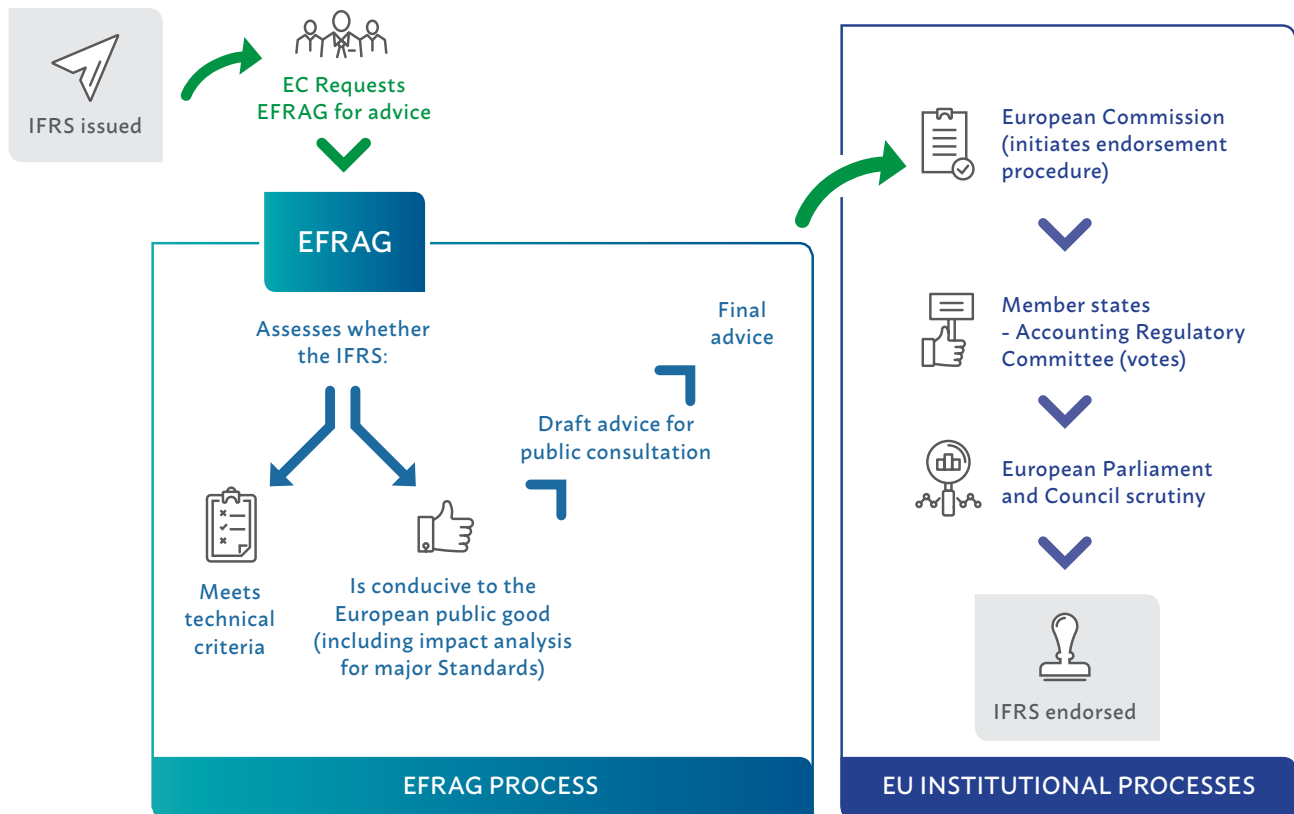 IFRS issued
EC Requests
EFRAG for advice
EFRAG
Assesses whether
the IFRS:
Meets
technical
criteria
Is conducive to the
European public good
(including impact analysis
for major Standards)
Draft advice for
public consultation
Final
advice
EFRAG PROCESS
European Commission
(initiates endorsement
procedure)
Member states
- Accounting Regulatory
Committee (votes)
European Parliament
and Council scrutiny
IFRS endorsed
EU INSTITUTIONAL PROCESSES